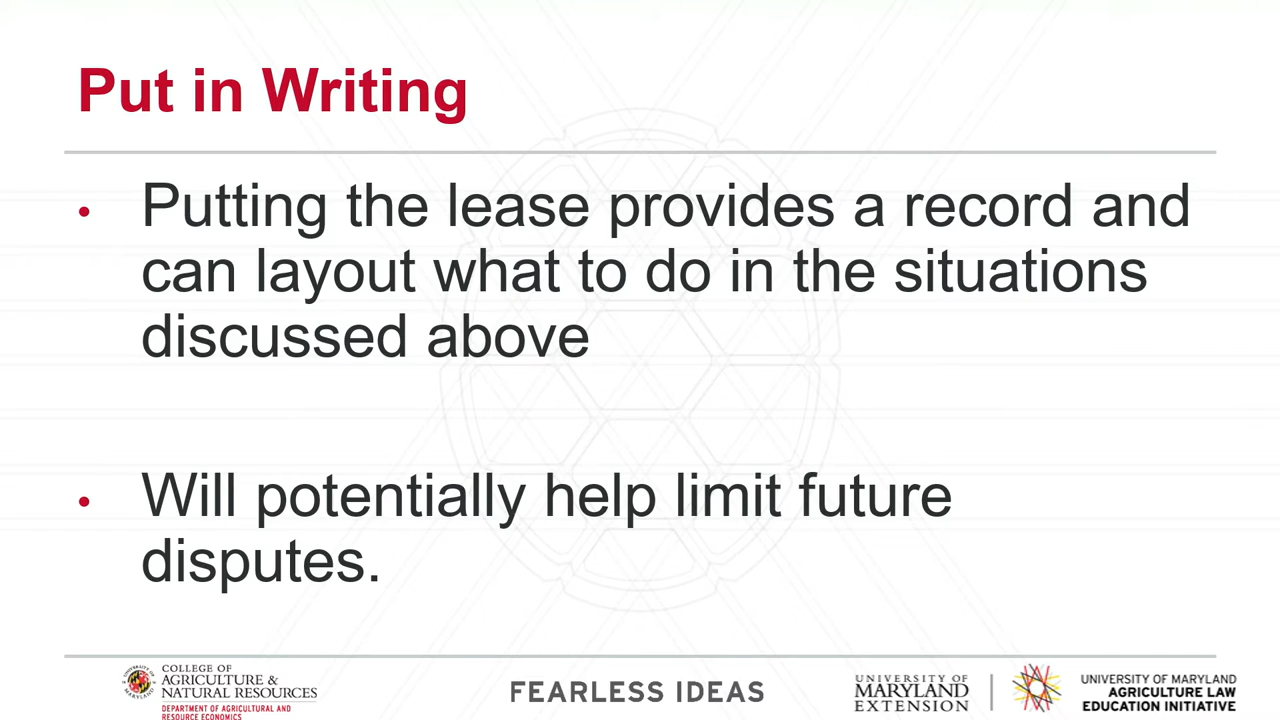 Put in Writing
• Putting the lease provides a record and
can layout what to do in the situations
discussed above
• Will potentially help limit future
disputes.
COLLEGE OF
AGRICULTURE &
NATURAL RESOURCES
DEPARTMENT OF AGRICULTURAL AND
RESOURCE ECONOMICS
FEARLESS IDEAS
UNIVERSITY OF
MARYLAND
EXTENSION
UNIVERSITY OF MARYLAND
AGRICULTURE LAW
EDUCATION INITIATIVE